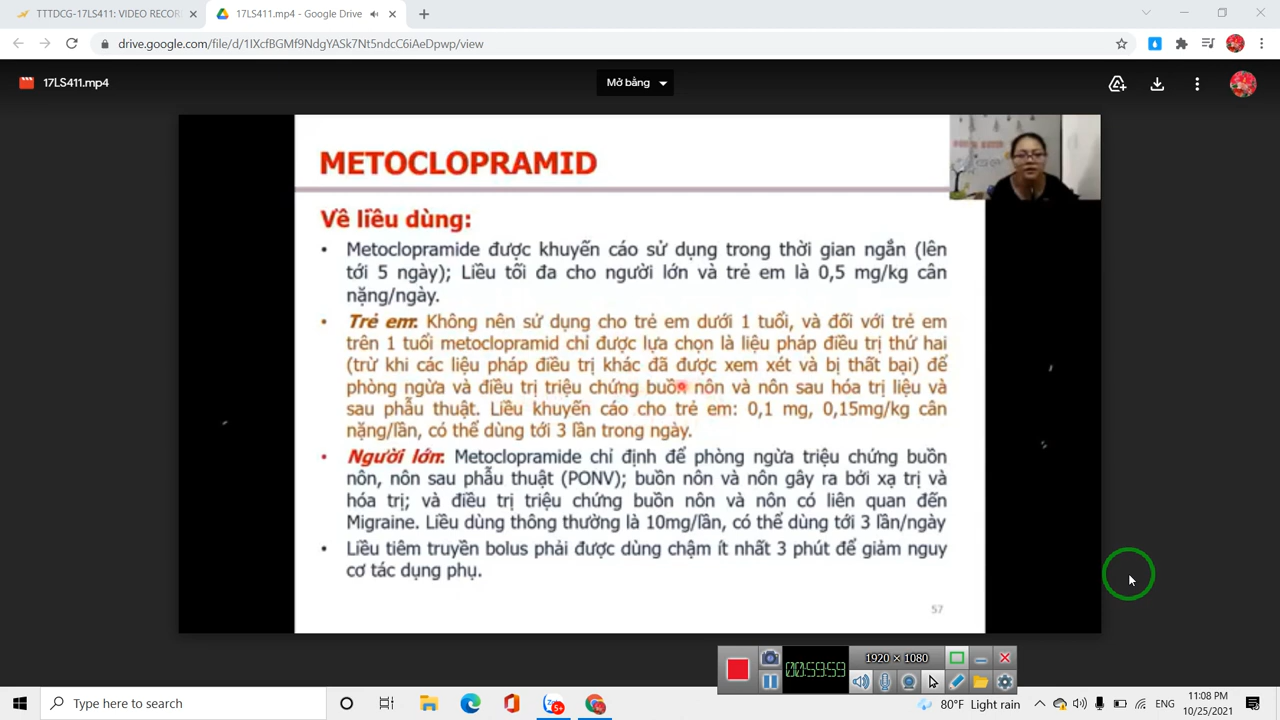 TTTDCG-17LS411: VIDEO RECOR
17LS411.mp4 - Google Drive
drive.google.com/file/d/1IXcfBGMf9NdgYASk7Nt5ndcC6iAeDpwp/view
17LS411.mp4
Mở bằng
METOCLOPRAMID
Về liều dùng:
• Metoclopramide được khuyến cáo sử dụng trong thời gian ngắn (lên
tới 5 ngày); Liều tối đa cho người lớn và trẻ em là 0,5 mg/kg cân
nặng/ngày.
• Trẻ em: Không nên sử dụng cho trẻ em dưới 1 tuổi, và đối với trẻ em
trên 1 tuổi metoclopramid chỉ được lựa chọn là liệu pháp điều trị thứ hai
(trừ khi các liệu pháp điều trị khác đã được xem xét và bị thất bại) để
phòng ngừa và điều trị triệu chứng buồn nôn và nôn sau hóa trị liệu và
sau phẫu thuật. Liều khuyến cáo cho trẻ em: 0,1 mg, 0,15mg/kg cân
nặng/lần, có thể dùng tới 3 lần trong ngày.
• Người lớn: Metoclopramide chỉ định để phòng ngừa triệu chứng buồn
nôn, nôn sau phẫu thuật (PONV); buồn nôn và nôn gây ra bởi xạ trị và
hóa trị; và điều trị triệu chứng buồn nôn và nôn có liên quan đến
Migraine. Liều dùng thông thường là 10mg/lần, có thể dùng tới 3 lần/ngày
• Liều tiêm truyền bolus phải được dùng chậm ít nhất 3 phút để giảm nguy
cơ tác dụng phụ.
57
00:59:59
1920 × 1080
Type here to search
5+
80°F Light rain
ENG
11:08 PM
10/25/2021